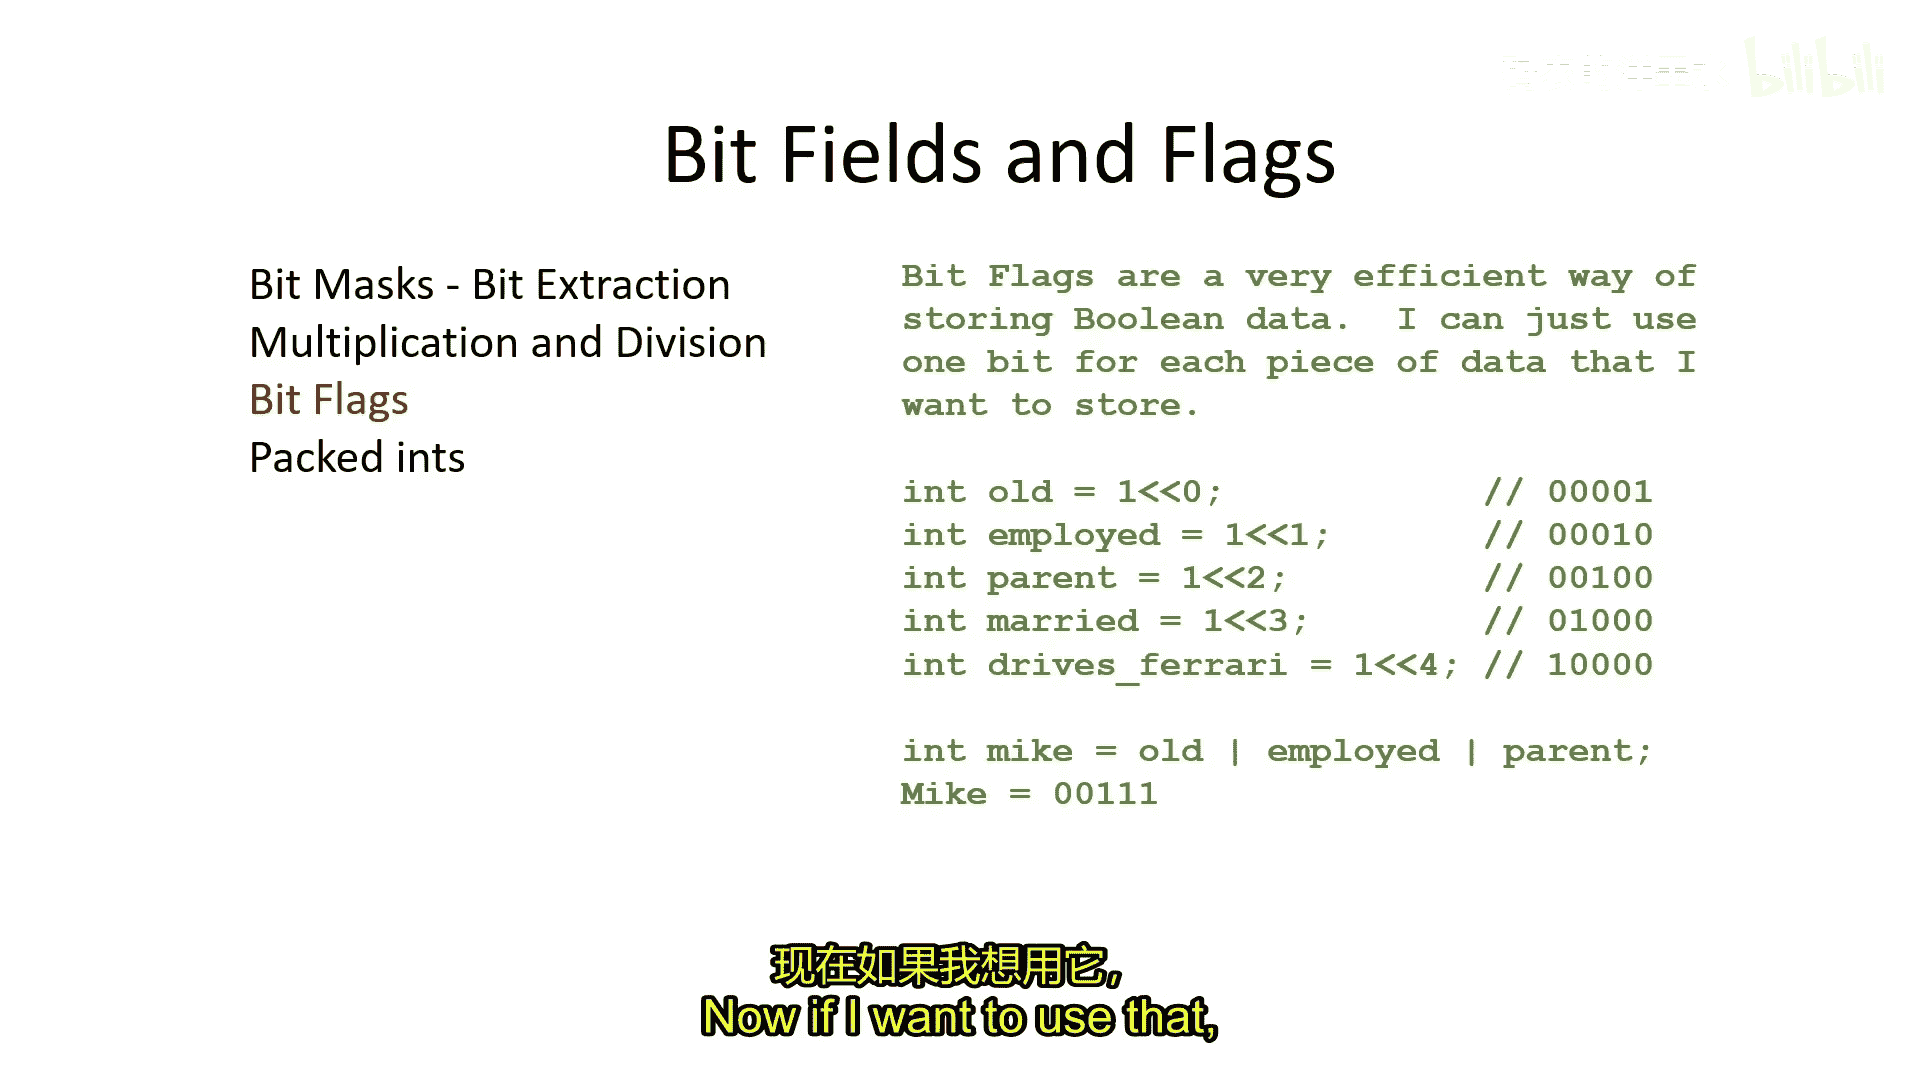 bilibili
Bit Fields and Flags
Bit Masks - Bit Extraction
Multiplication and Division
Bit Flags
Packed ints
Bit Flags are a very efficient way of
storing Boolean data.  I can just use
one bit for each piece of data that I
want to store.
int old = 1<<0;            // 00001
int employed = 1<<1;       // 00010
int parent = 1<<2;         // 00100
int married = 1<<3;        // 01000
int drives_ferrari = 1<<4; // 10000
int mike = old | employed | parent;
Mike = 00111
现在如果我想用它,
Now if I want to use that,